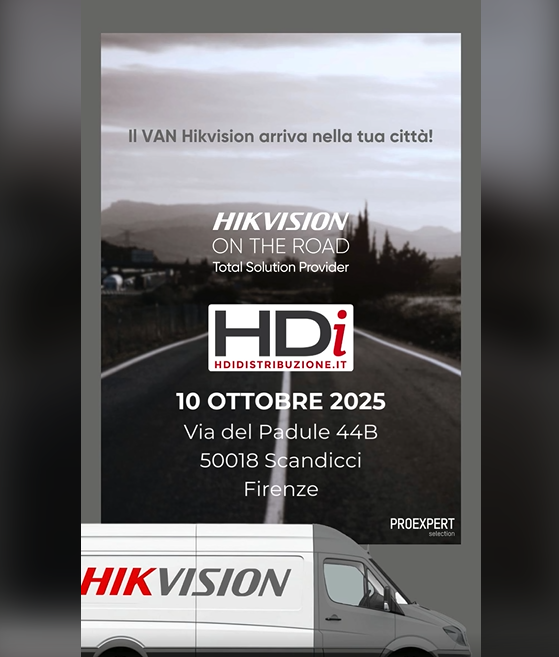 Il VAN Hikvision arriva nella tua città!
HIKVISION
ON THE ROAD
Total Solution Provider
HDi
HDIDISTRIBUZIONE.IT
10 OTTOBRE 2025
Via del Padule 44B
50018 Scandicci
Firenze
PROEXPERT
selection
HIKVISION